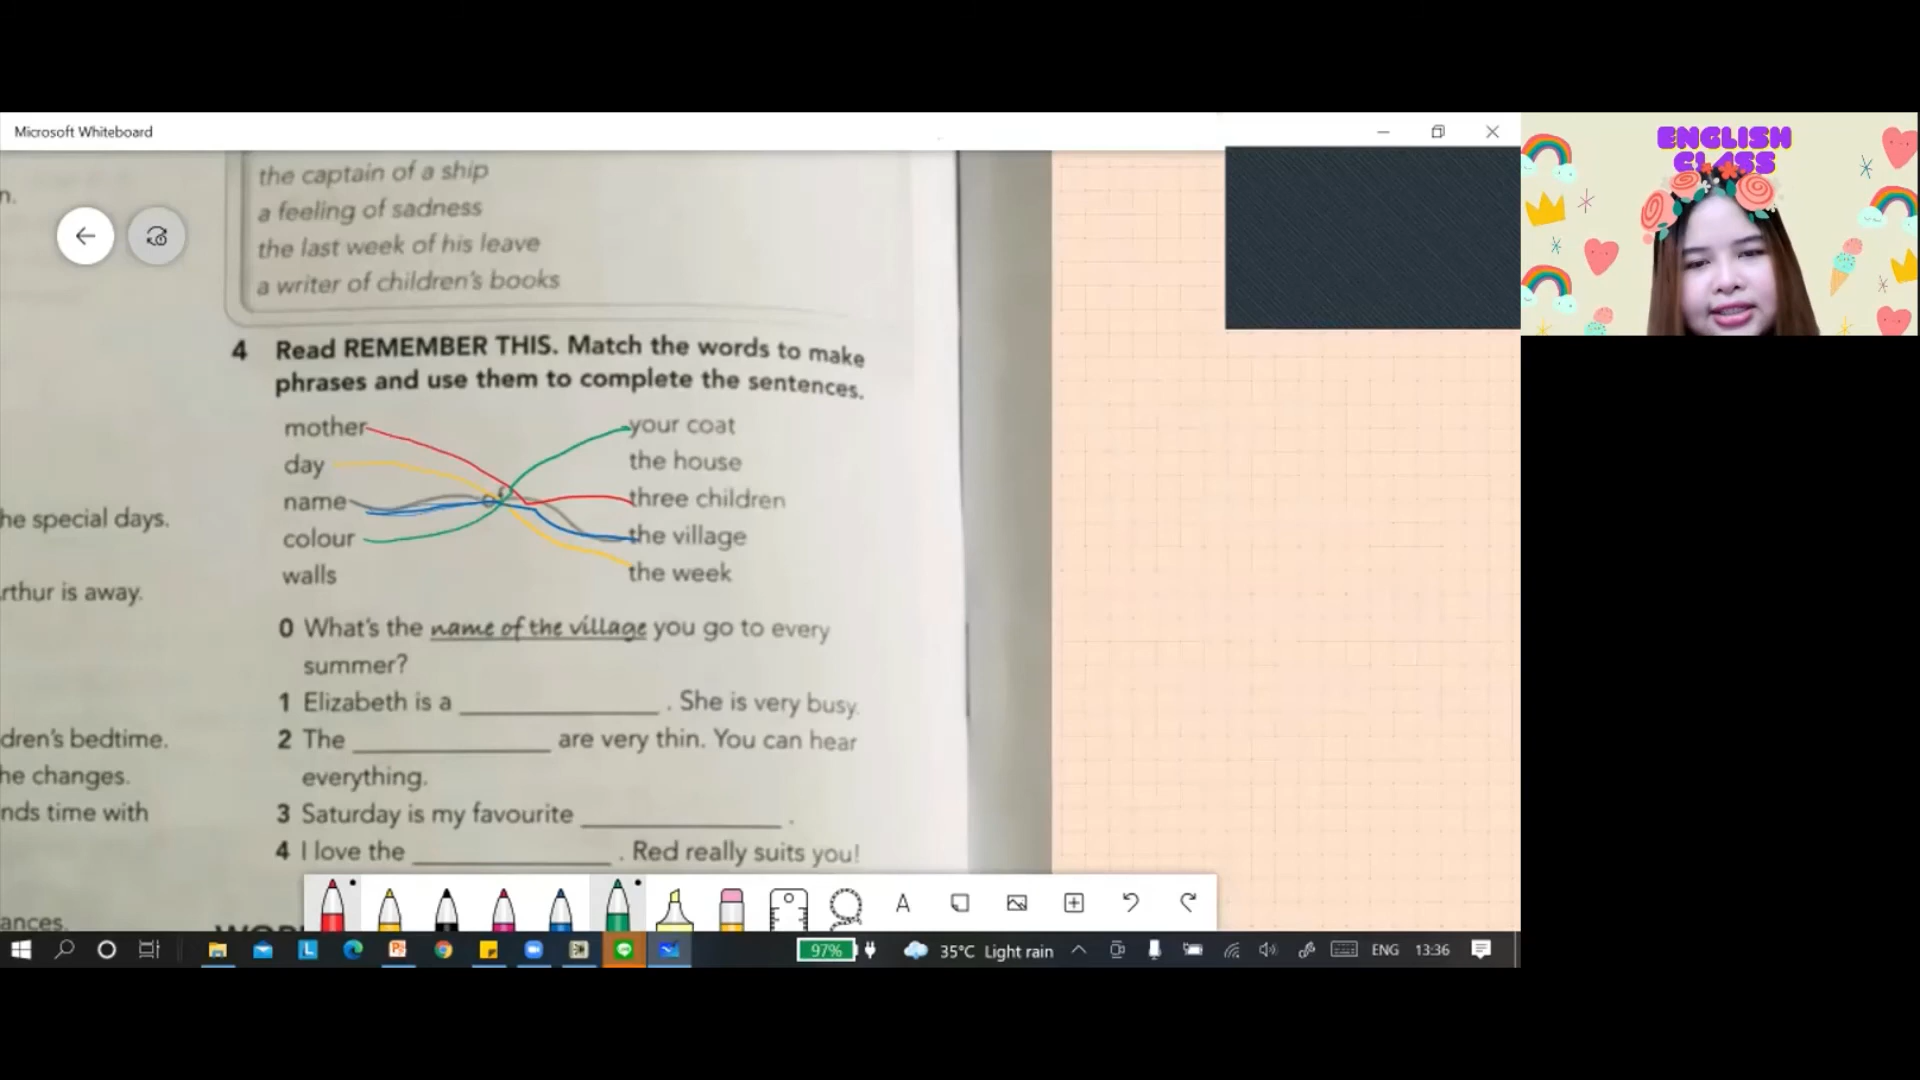 Microsoft Whiteboard
ENGLISH
CLASS
n.
the captain of a ship
a feeling of sadness
the last week of his leave
a writer of children's books
4 Read REMEMBER THIS. Match the words to make
phrases and use them to complete the sentences.
mother your coat
day the house
name of three children
colour the village
walls the week
he special days.
rthur is away.
dren's bedtime.
he changes.
nds time with
ances.
0 What's the name of the village you go to every
summer?
1 Elizabeth is a ____________ . She is very busy.
2 The ____________ are very thin. You can hear
everything.
3 Saturday is my favourite ____________ .
4 I love the ____________ . Red really suits you!
97% 35°C Light rain ENG 13:36